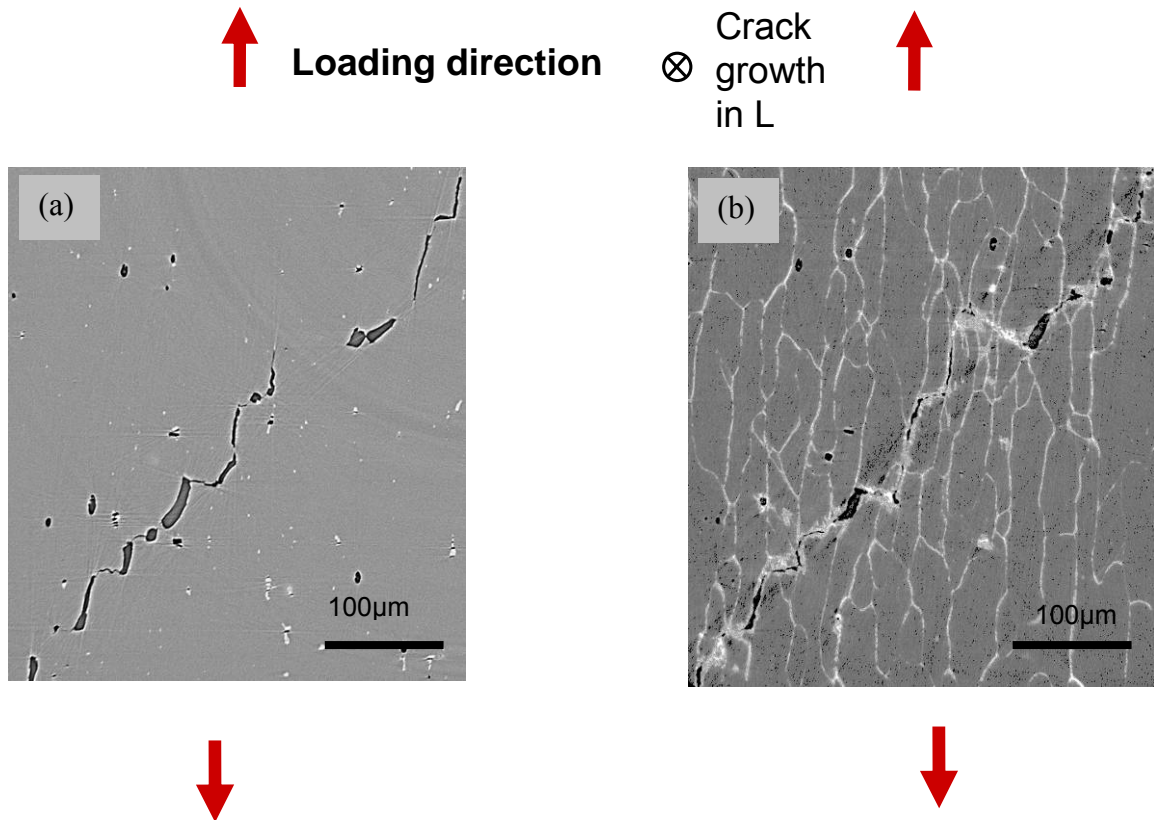 Loading direction
Crack
growth
in L
(a)
(b)
100µm
100µm